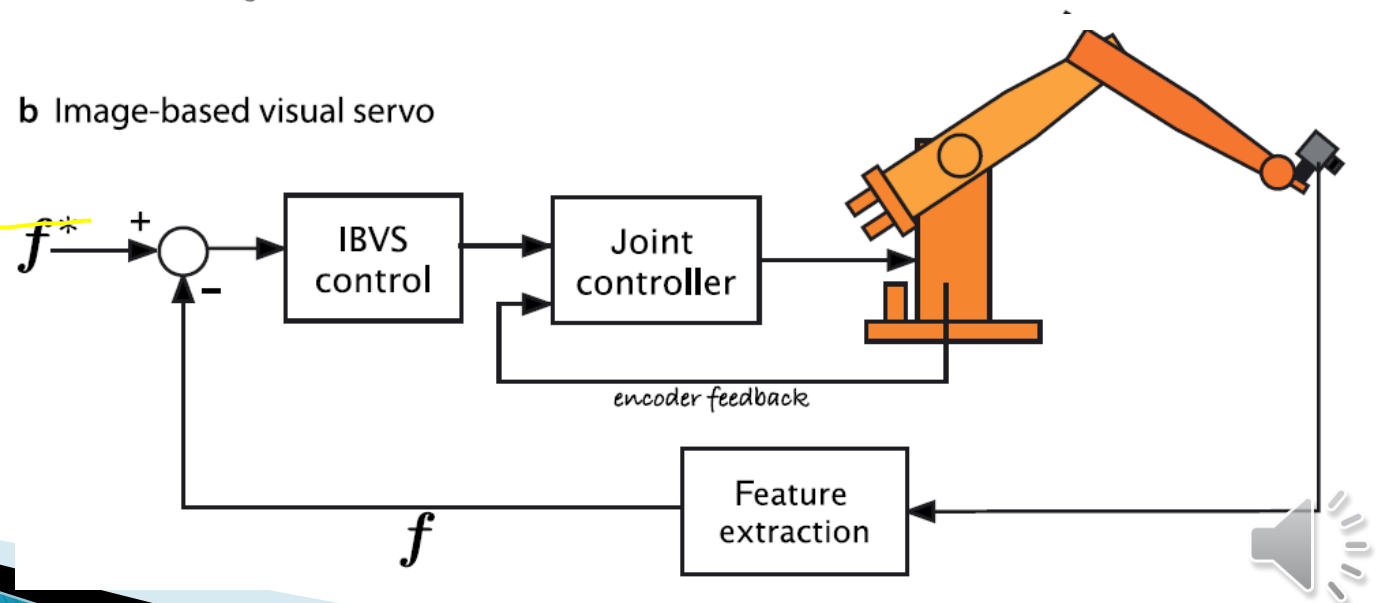 b Image-based visual servo
f*
+
-
IBVS
control
Joint
controller
encoder feedback
Feature
extraction
f